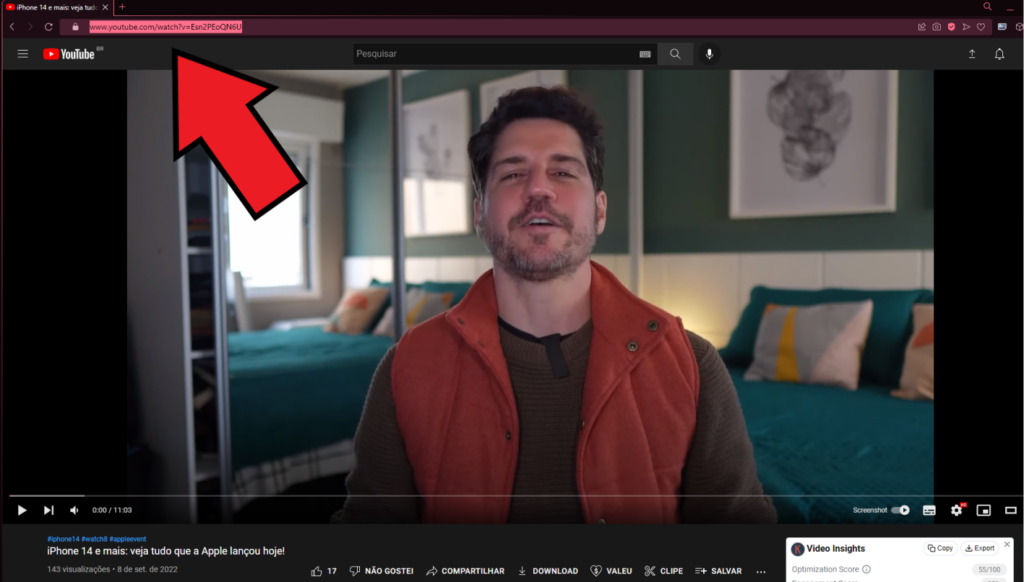 iPhone 14 e mais: veja tudo
www.youtube.com/watch?v=Esn2PEoQN6U
YouTube BR
Pesquisar
0:00 / 11:03
Screenshot
#iphone14 #watch8 #appleevent
iPhone 14 e mais: veja tudo que a Apple lançou hoje!
143 visualizações • 8 de set. de 2022
17 NÃO GOSTEI COMPARTILHAR DOWNLOAD VALEU CLIPE SALVAR ...
Video Insights
Copy Export
Optimization Score
55/100